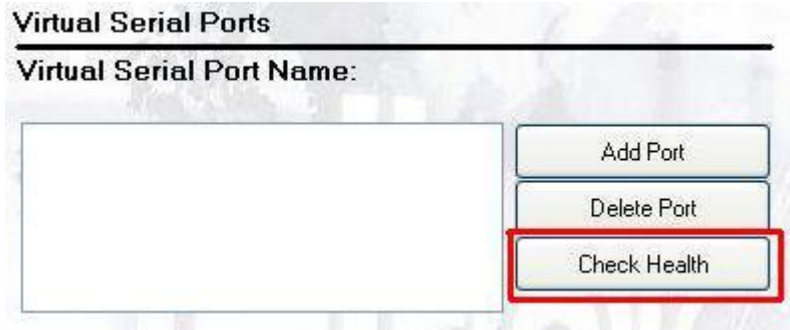 Virtual Serial Ports
Virtual Serial Port Name:
Add Port
Delete Port
Check Health